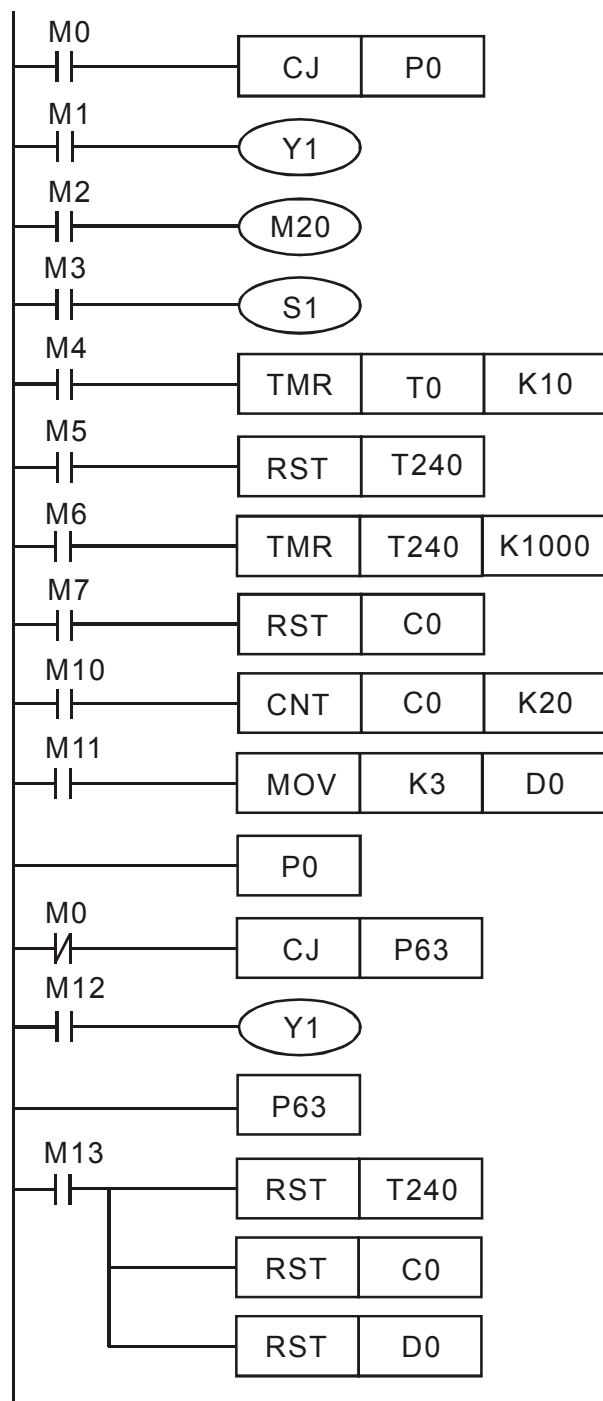 M0
CJ P0
M1
Y1
M2
M20
M3
S1
M4
TMR T0 K10
M5
RST T240
M6
TMR T240 K1000
M7
RST C0
M10
CNT C0 K20
M11
MOV K3 D0
P0
M0
CJ P63
M12
Y1
P63
M13
RST T240
RST C0
RST D0